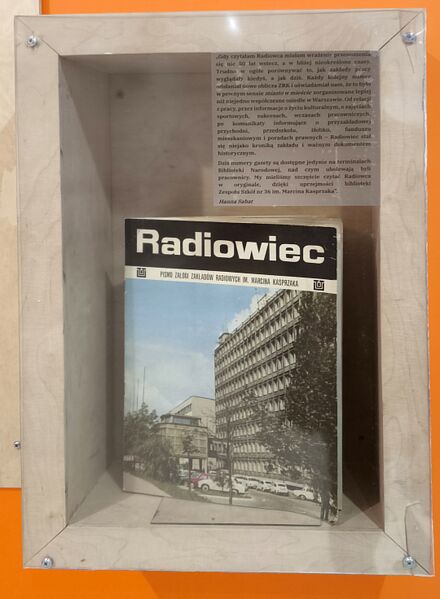 „Gdy czytałam Radiowca miałam wrażenie przenoszenia
się nie 50 lat wstecz, a w bliżej nieokreślone czasy.
Trudno w ogóle porównywać to, jak zakłady pracy
wyglądały kiedyś, a jak dziś. Każdy kolejny numer
odsłaniał nowe oblicza ZRK i uświadamiał nam, że to było
w pewnym sensie miasto w mieście zorganizowane lepiej
niż niejedno współczesne osiedle w Warszawie. Od relacji
z pracy, przez informacje o życiu kulturalnym, o zajęciach
sportowych, sukcesach, wczasach pracowniczych,
po komunikaty informujące o przyzakładowej
przychodni, przedszkolu, żłobku, funduszu
mieszkaniowym i poradach prawnych – Radiowiec stał
się niejako kroniką zakładu i ważnym dokumentem
historycznym.
Dziś numery gazety są dostępne jedynie na terminalach
Biblioteki Narodowej, nad czym ubolewają byli
pracownicy. My mieliśmy szczęście czytać Radiowca
w oryginale, dzięki uprzejmości biblioteki
Zespołu Szkół nr 36 im. Marcina Kasprzaka".
Hanna Sabat
Radiowiec
PISMO ZAŁOGI ZAKŁADÓW RADIOWYCH IM. MARCINA KASPRZAKA